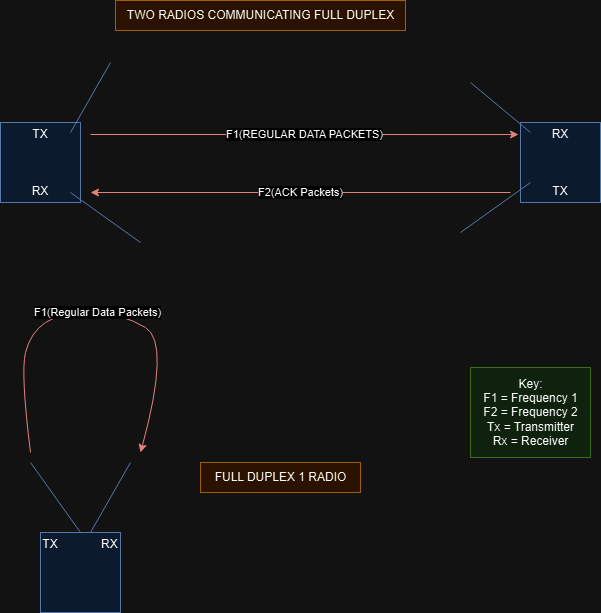 TWO RADIOS COMMUNICATING FULL DUPLEX
TX
F1(REGULAR DATA PACKETS)
RX
RX
F2(ACK Packets)
TX
F1(Regular Data Packets)
Key:
F1 = Frequency 1
F2 = Frequency 2
Tx = Transmitter
Rx = Receiver
FULL DUPLEX 1 RADIO
TX
RX